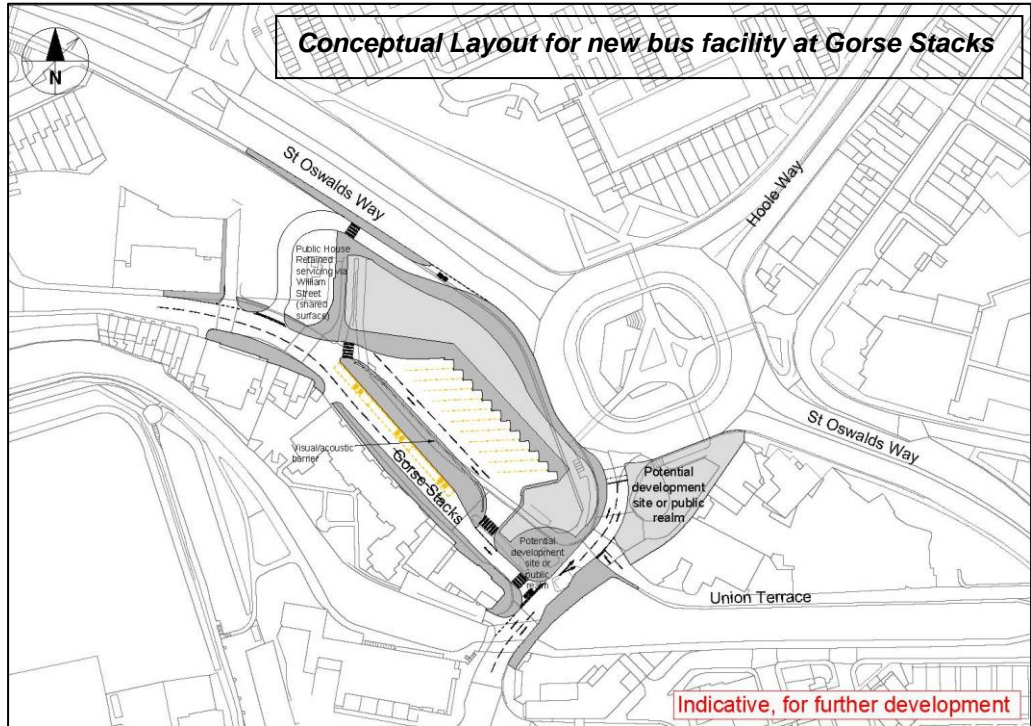 Conceptual Layout for new bus facility at Gorse Stacks
N
St Oswalds Way
Hoole Way
Public House
Retained
servicing via
William
Street
(shared
surface)
Visual/acoustic
barrier
Gorse Stacks
St Oswalds Way
Potential
development
site or public
realm
Potential
development
site or
public
realm
Union Terrace
Indicative, for further development